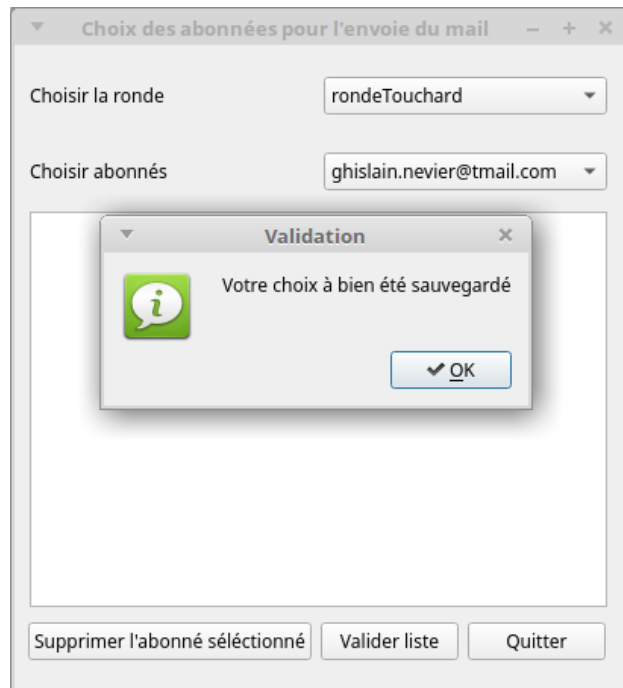 Choix des abonnées pour l'envoie du mail
Choisir la ronde
rondeTouchard
Choisir abonnés
ghislain.nevier@tmail.com
Validation
Votre choix à bien été sauvegardé
OK
Supprimer l'abonné séléctionné
Valider liste
Quitter